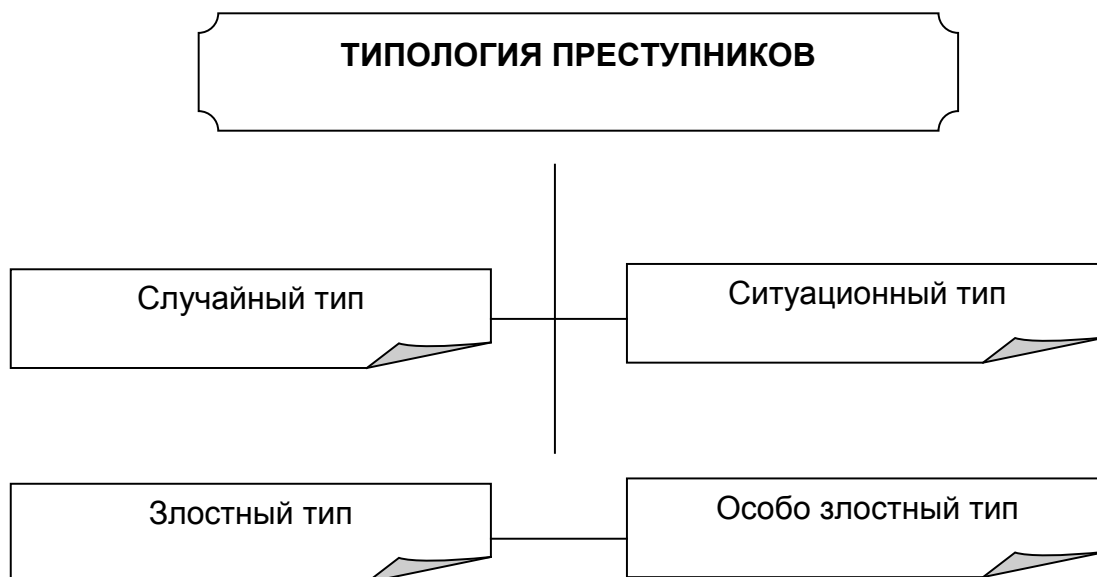 ТИПОЛОГИЯ ПРЕСТУПНИКОВ
Случайный тип
Ситуационный тип
Злостный тип
Особо злостный тип